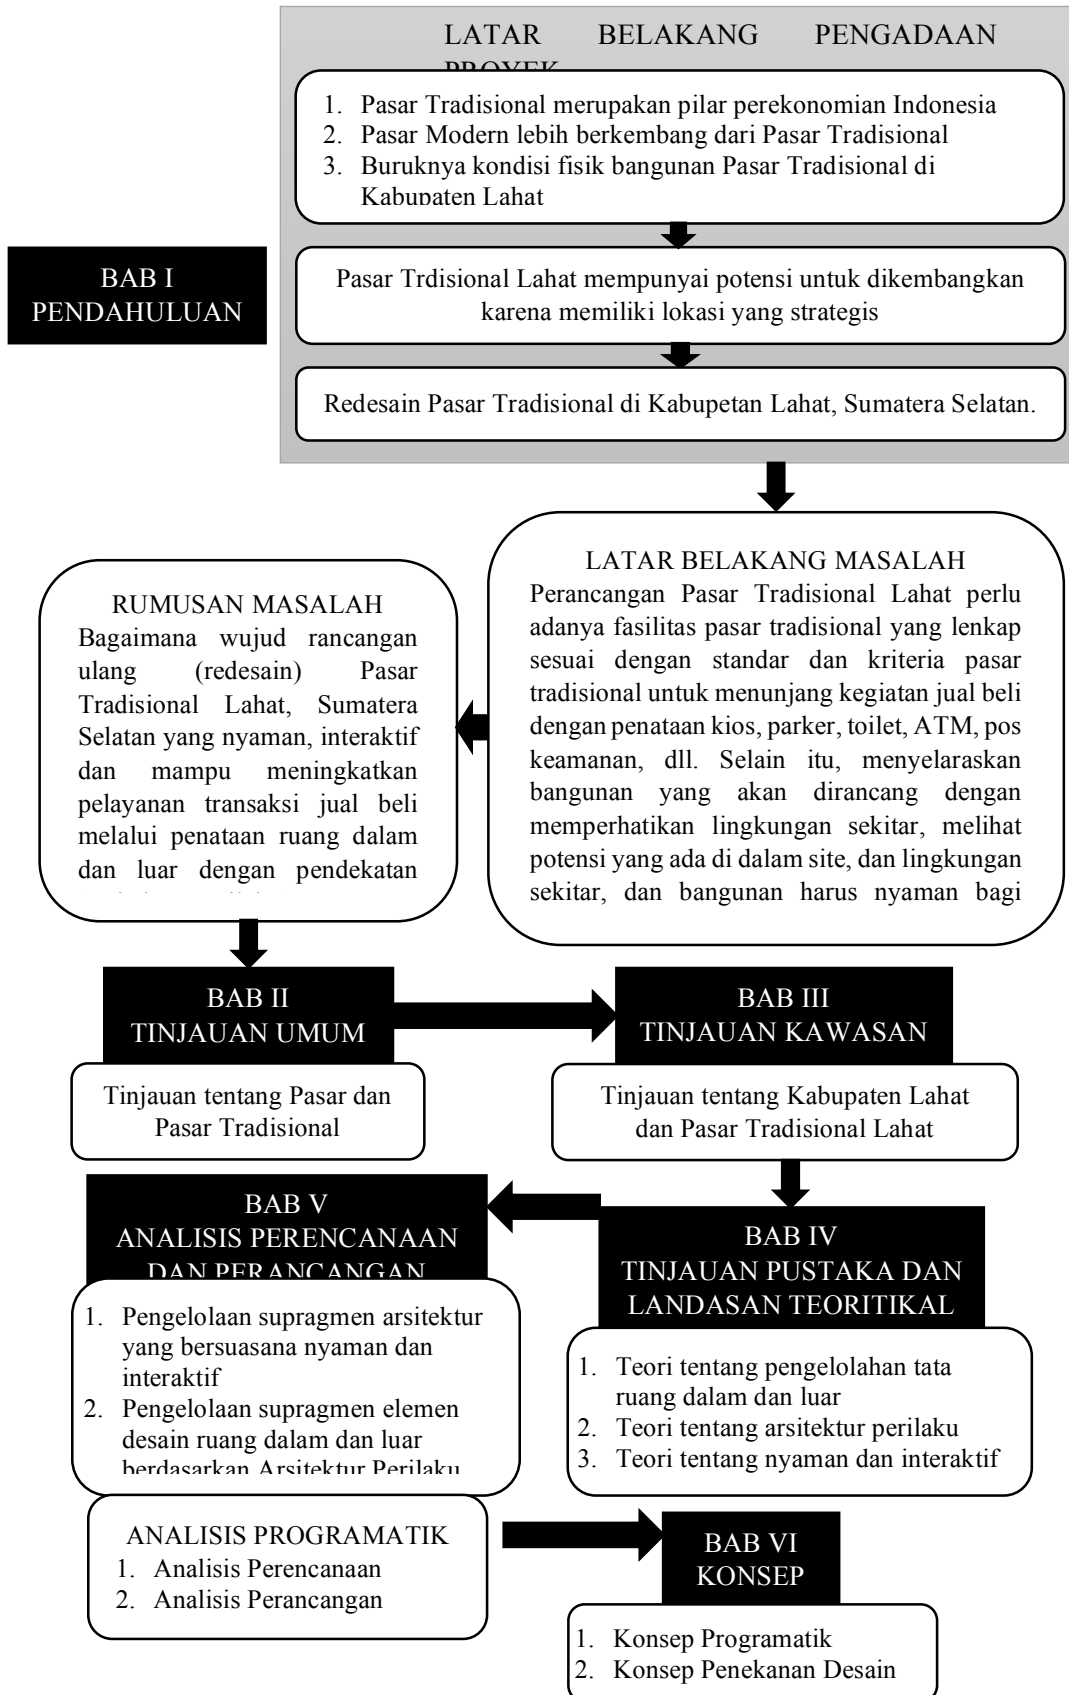 LATAR BELAKANG PENGADAAN
PROYEK
1. Pasar Tradisional merupakan pilar perekonomian Indonesia
2. Pasar Modern lebih berkembang dari Pasar Tradisional
3. Buruknya kondisi fisik bangunan Pasar Tradisional di
Kabupaten Lahat
BAB I
PENDAHULUAN
Pasar Trdisional Lahat mempunyai potensi untuk dikembangkan
karena memiliki lokasi yang strategis
Redesain Pasar Tradisional di Kabupetan Lahat, Sumatera Selatan.
LATAR BELAKANG MASALAH
Perancangan Pasar Tradisional Lahat perlu
adanya fasilitas pasar tradisional yang lenkap
sesuai dengan standar dan kriteria pasar
tradisional untuk menunjang kegiatan jual beli
dengan penataan kios, parker, toilet, ATM, pos
keamanan, dll. Selain itu, menyelaraskan
bangunan yang akan dirancang dengan
memperhatikan lingkungan sekitar, melihat
potensi yang ada di dalam site, dan lingkungan
sekitar, dan bangunan harus nyaman bagi
RUMUSAN MASALAH
Bagaimana wujud rancangan
ulang (redesain) Pasar
Tradisional Lahat, Sumatera
Selatan yang nyaman, interaktif
dan mampu meningkatkan
pelayanan transaksi jual beli
melalui penataan ruang dalam
dan luar dengan pendekatan
BAB II
TINJAUAN UMUM
Tinjauan tentang Pasar dan
Pasar Tradisional
BAB III
TINJAUAN KAWASAN
Tinjauan tentang Kabupaten Lahat
dan Pasar Tradisional Lahat
BAB IV
TINJAUAN PUSTAKA DAN
LANDASAN TEORITIKAL
1. Teori tentang pengelolahan tata
ruang dalam dan luar
2. Teori tentang arsitektur perilaku
3. Teori tentang nyaman dan interaktif
BAB V
ANALISIS PERENCANAAN
DAN PERANCANGAN
1. Pengelolaan supragmen arsitektur
yang bersuasana nyaman dan
interaktif
2. Pengelolaan supragmen elemen
desain ruang dalam dan luar
berdasarkan Arsitektur Perilaku
ANALISIS PROGRAMATIK
1. Analisis Perencanaan
2. Analisis Perancangan
BAB VI
KONSEP
1. Konsep Programatik
2. Konsep Penekanan Desain